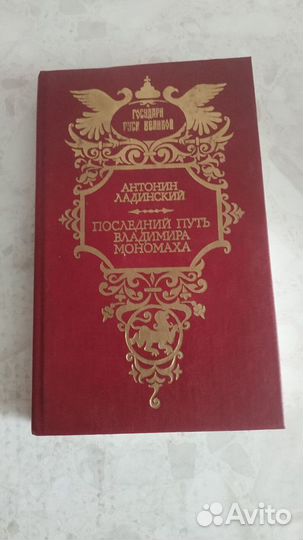 ГОСУДАРИ
РУСИ ВЕЛИКОЙ
АНТОНИН
ЛАДИНСКИЙ
ПОСЛЕДНИЙ ПУТЬ
ВЛАДИМИРА
МОНОМАХА
Avito